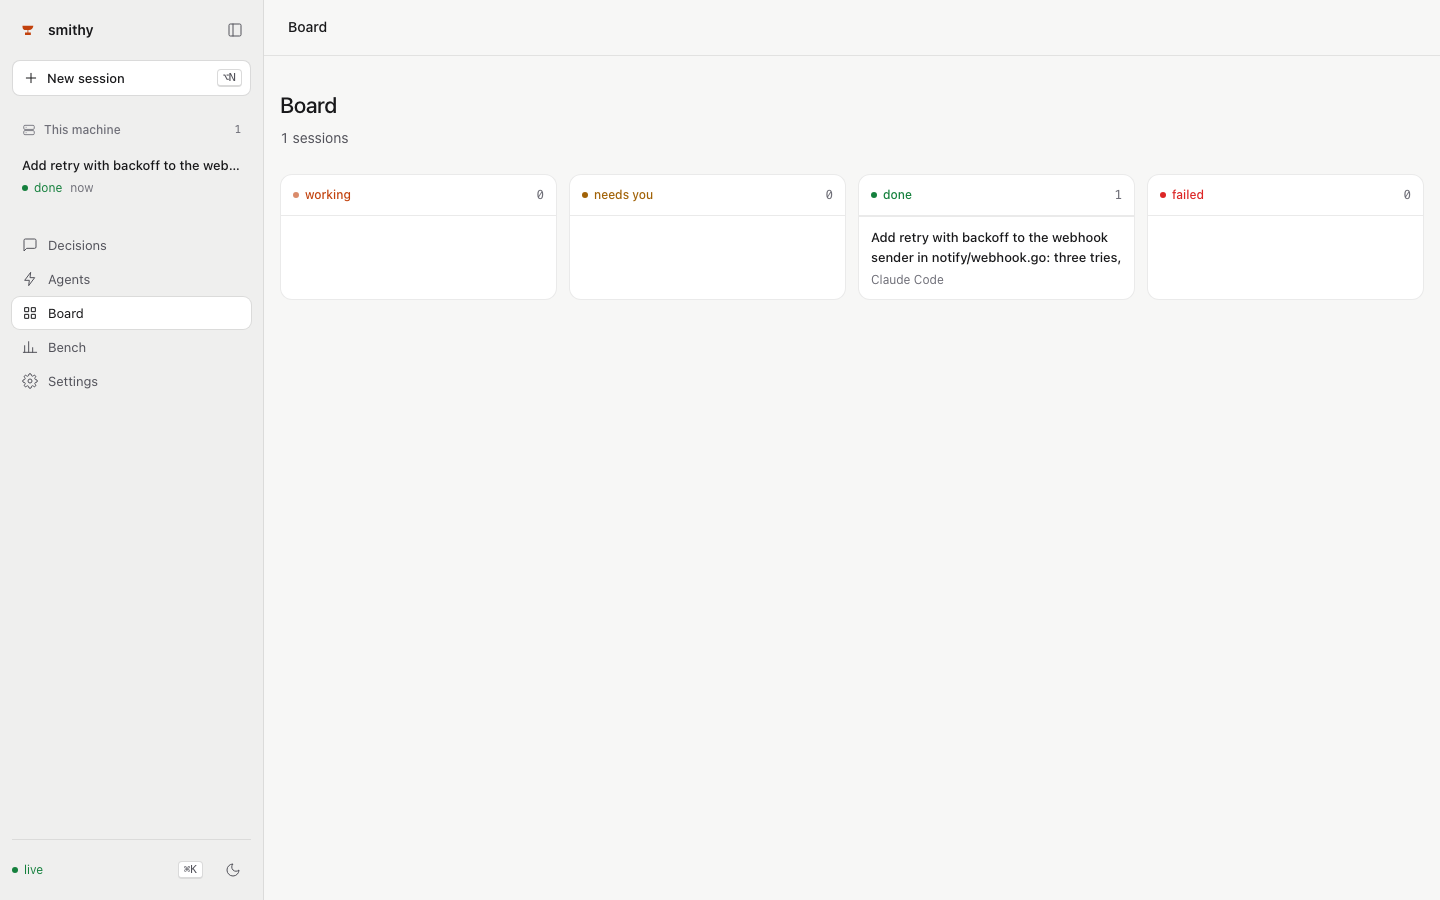 smithy
New session
⌥N
This machine
1
Add retry with backoff to the web...
done now
Decisions
Agents
Board
Bench
Settings
live
⌘K
Board
Board
1 sessions
working
0
needs you
0
done
1
Add retry with backoff to the webhook
sender in notify/webhook.go: three tries,
Claude Code
failed
0